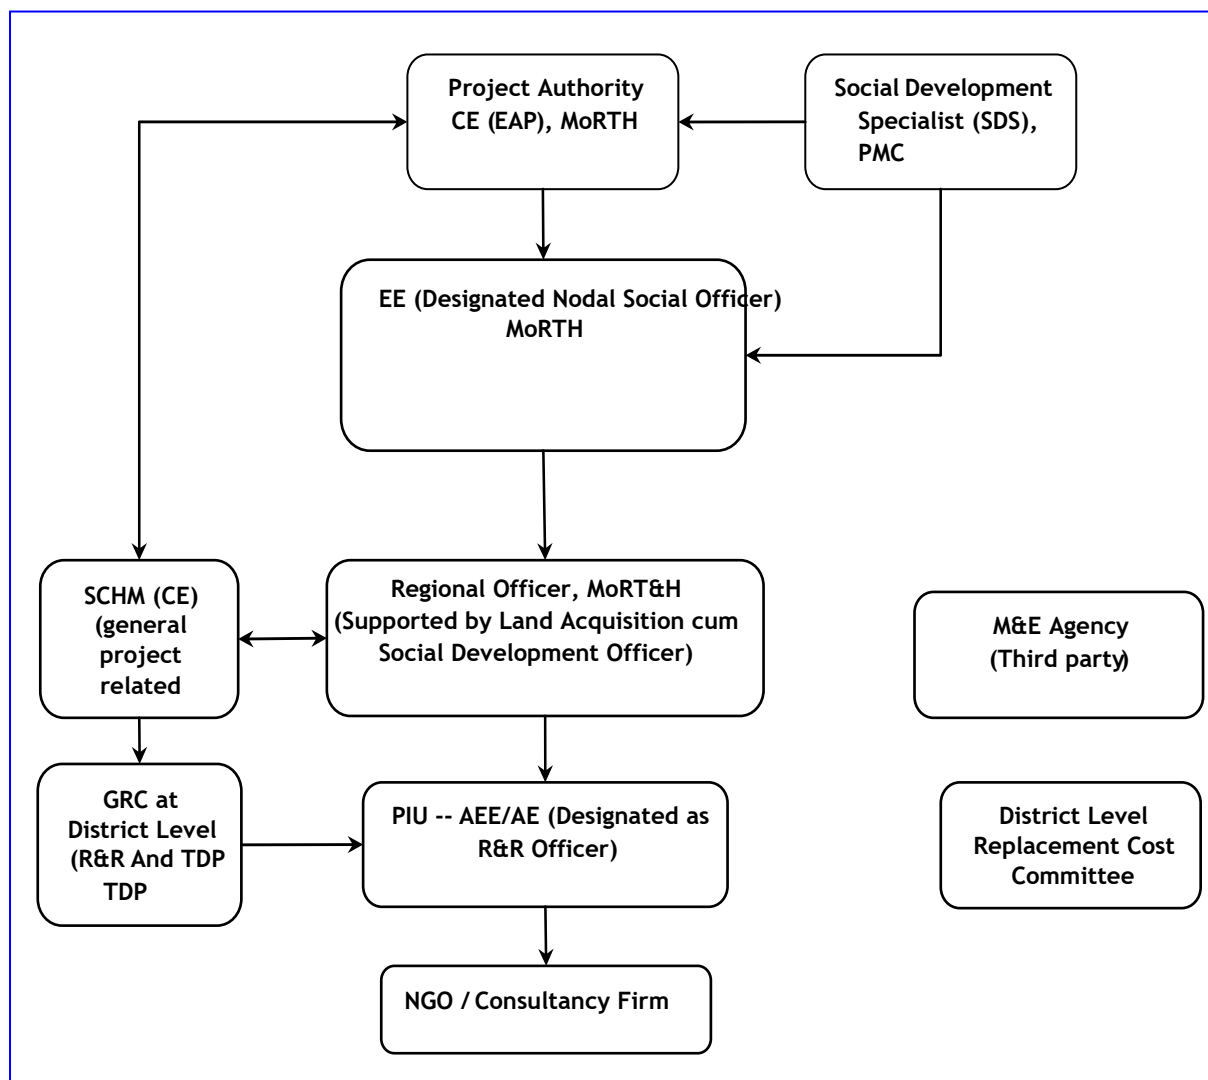 Project Authority
CE (EAP), MoRTH
Social Development
Specialist (SDS),
PMC
EE (Designated Nodal Social Officer)
MoRTH
SCHM (CE)
(general
project
related
Regional Officer, MoRT&H
(Supported by Land Acquisition cum
Social Development Officer)
M&E Agency
(Third party)
GRC at
District Level
(R&R And TDP
TDP
PIU -- AEE/AE (Designated as
R&R Officer)
District Level
Replacement Cost
Committee
NGO / Consultancy Firm